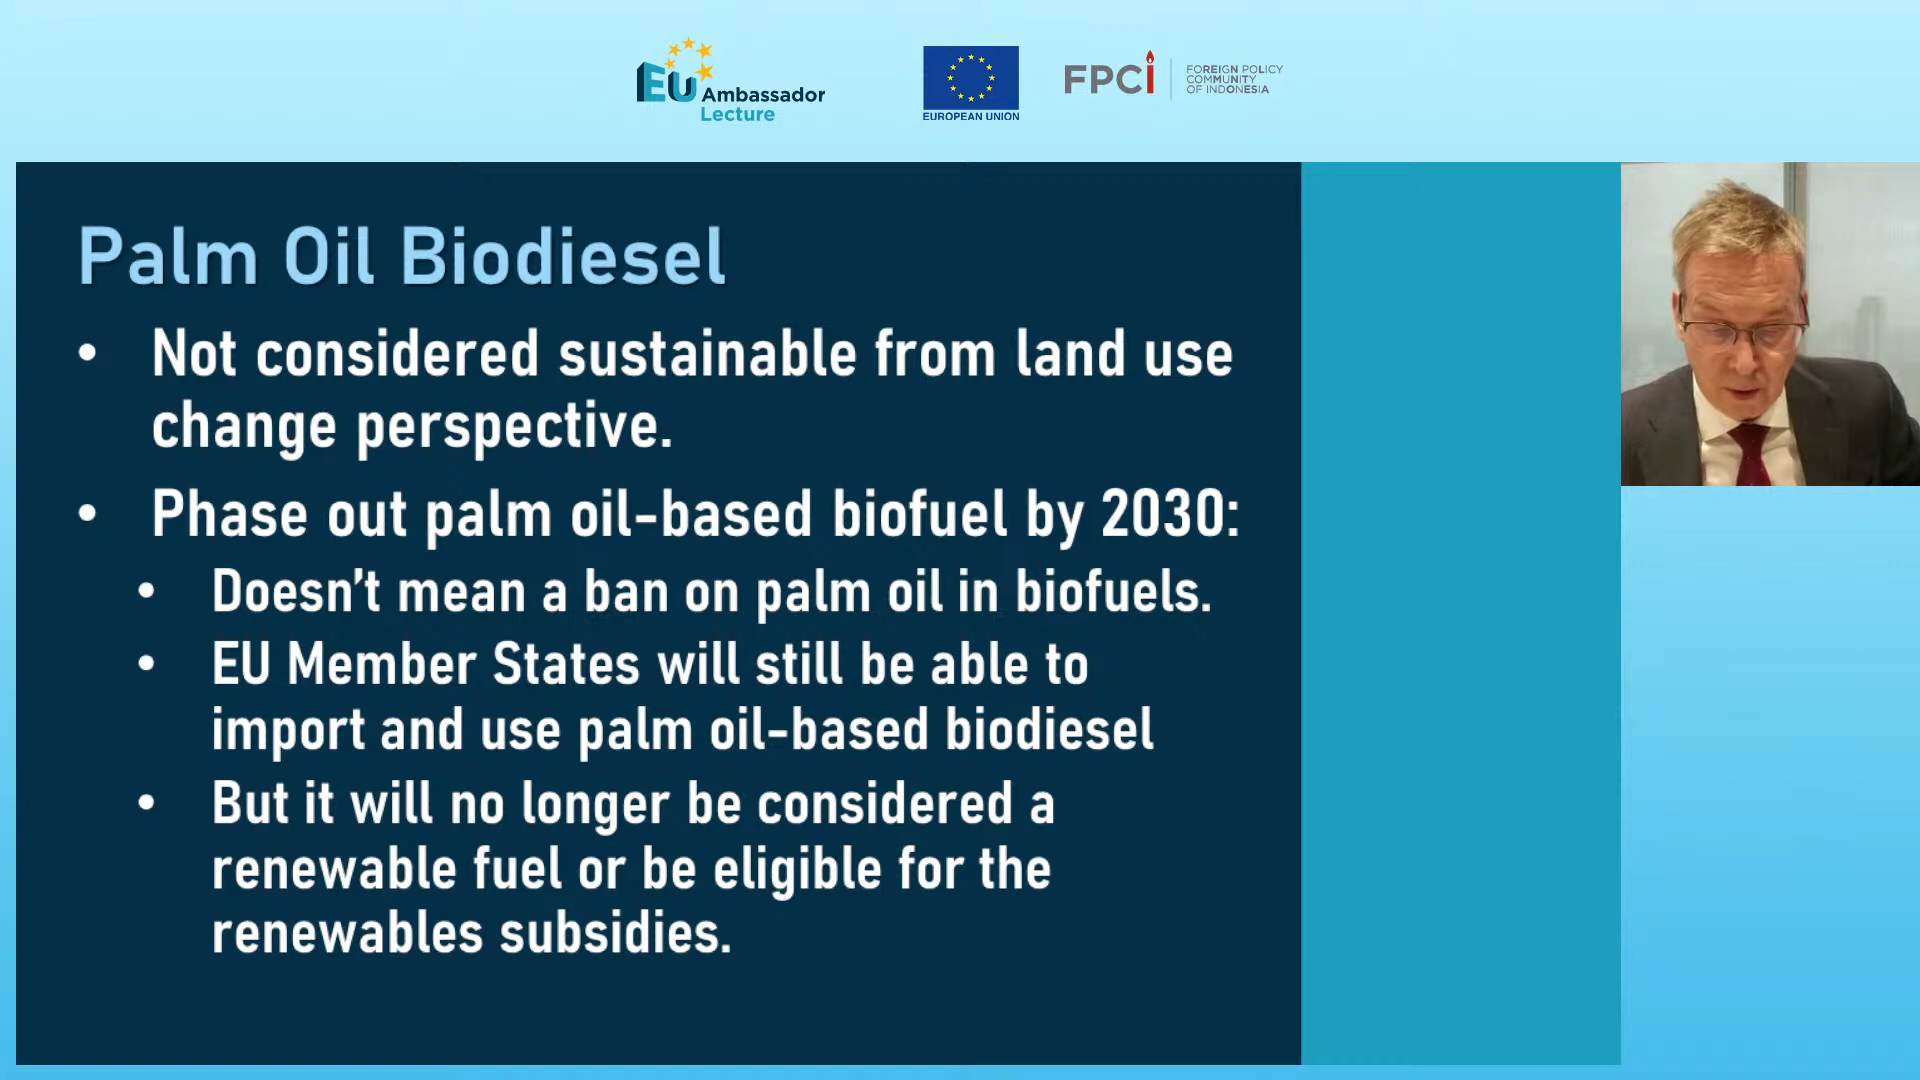 EU
Ambassador
Lecture
EUROPEAN UNION
FPCi
FOREIGN POLICY
COMMUNITY
OF INDONESIA
Palm Oil Biodiesel
• Not considered sustainable from land use
change perspective.
• Phase out palm oil-based biofuel by 2030:
• Doesn’t mean a ban on palm oil in biofuels.
• EU Member States will still be able to
import and use palm oil-based biodiesel
• But it will no longer be considered a
renewable fuel or be eligible for the
renewables subsidies.